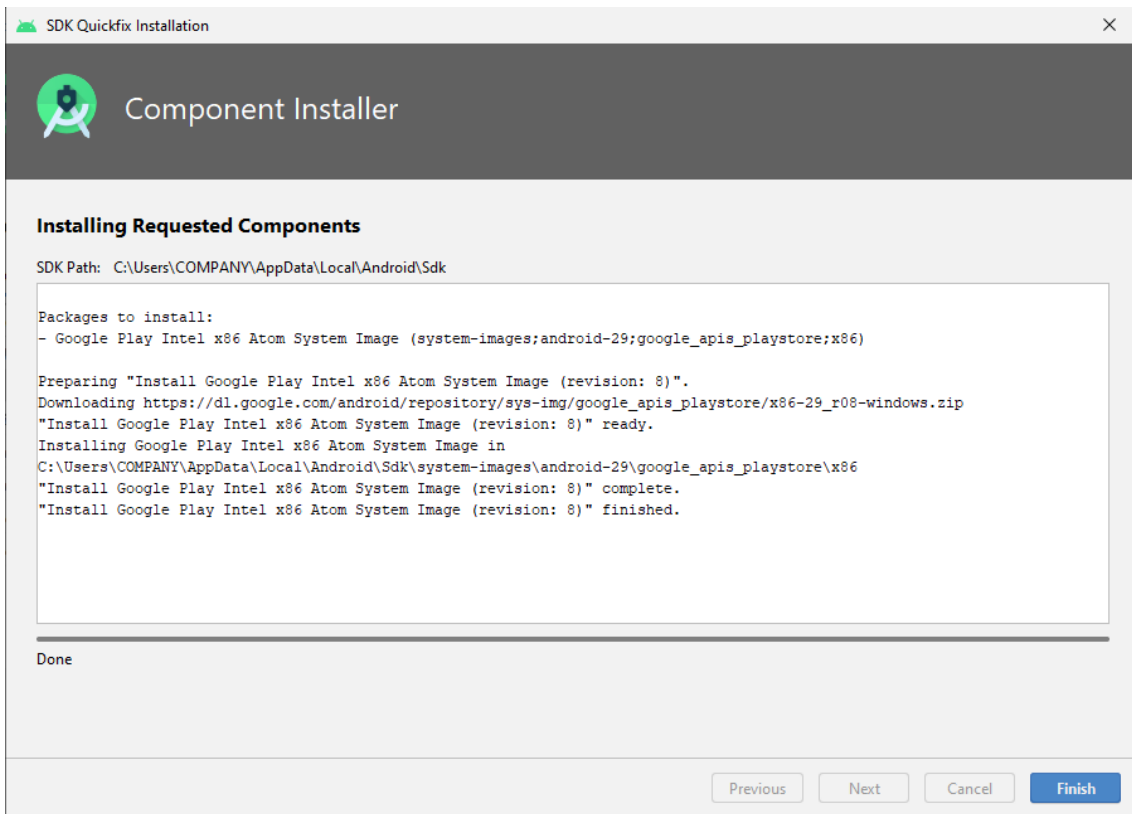 SDK Quickfix Installation
Component Installer
Installing Requested Components
SDK Path: C:\Users\COMPANY\AppData\Local\Android\Sdk
Packages to install:
- Google Play Intel x86 Atom System Image (system-images;android-29;google_apis_playstore;x86)
Preparing "Install Google Play Intel x86 Atom System Image (revision: 8)".
Downloading https://dl.google.com/android/repository/sys-img/google_apis_playstore/x86-29_r08-windows.zip
"Install Google Play Intel x86 Atom System Image (revision: 8)" ready.
Installing Google Play Intel x86 Atom System Image in
C:\Users\COMPANY\AppData\Local\Android\Sdk\system-images\android-29\google_apis_playstore\x86
"Install Google Play Intel x86 Atom System Image (revision: 8)" complete.
"Install Google Play Intel x86 Atom System Image (revision: 8)" finished.
Done
Previous Next Cancel Finish